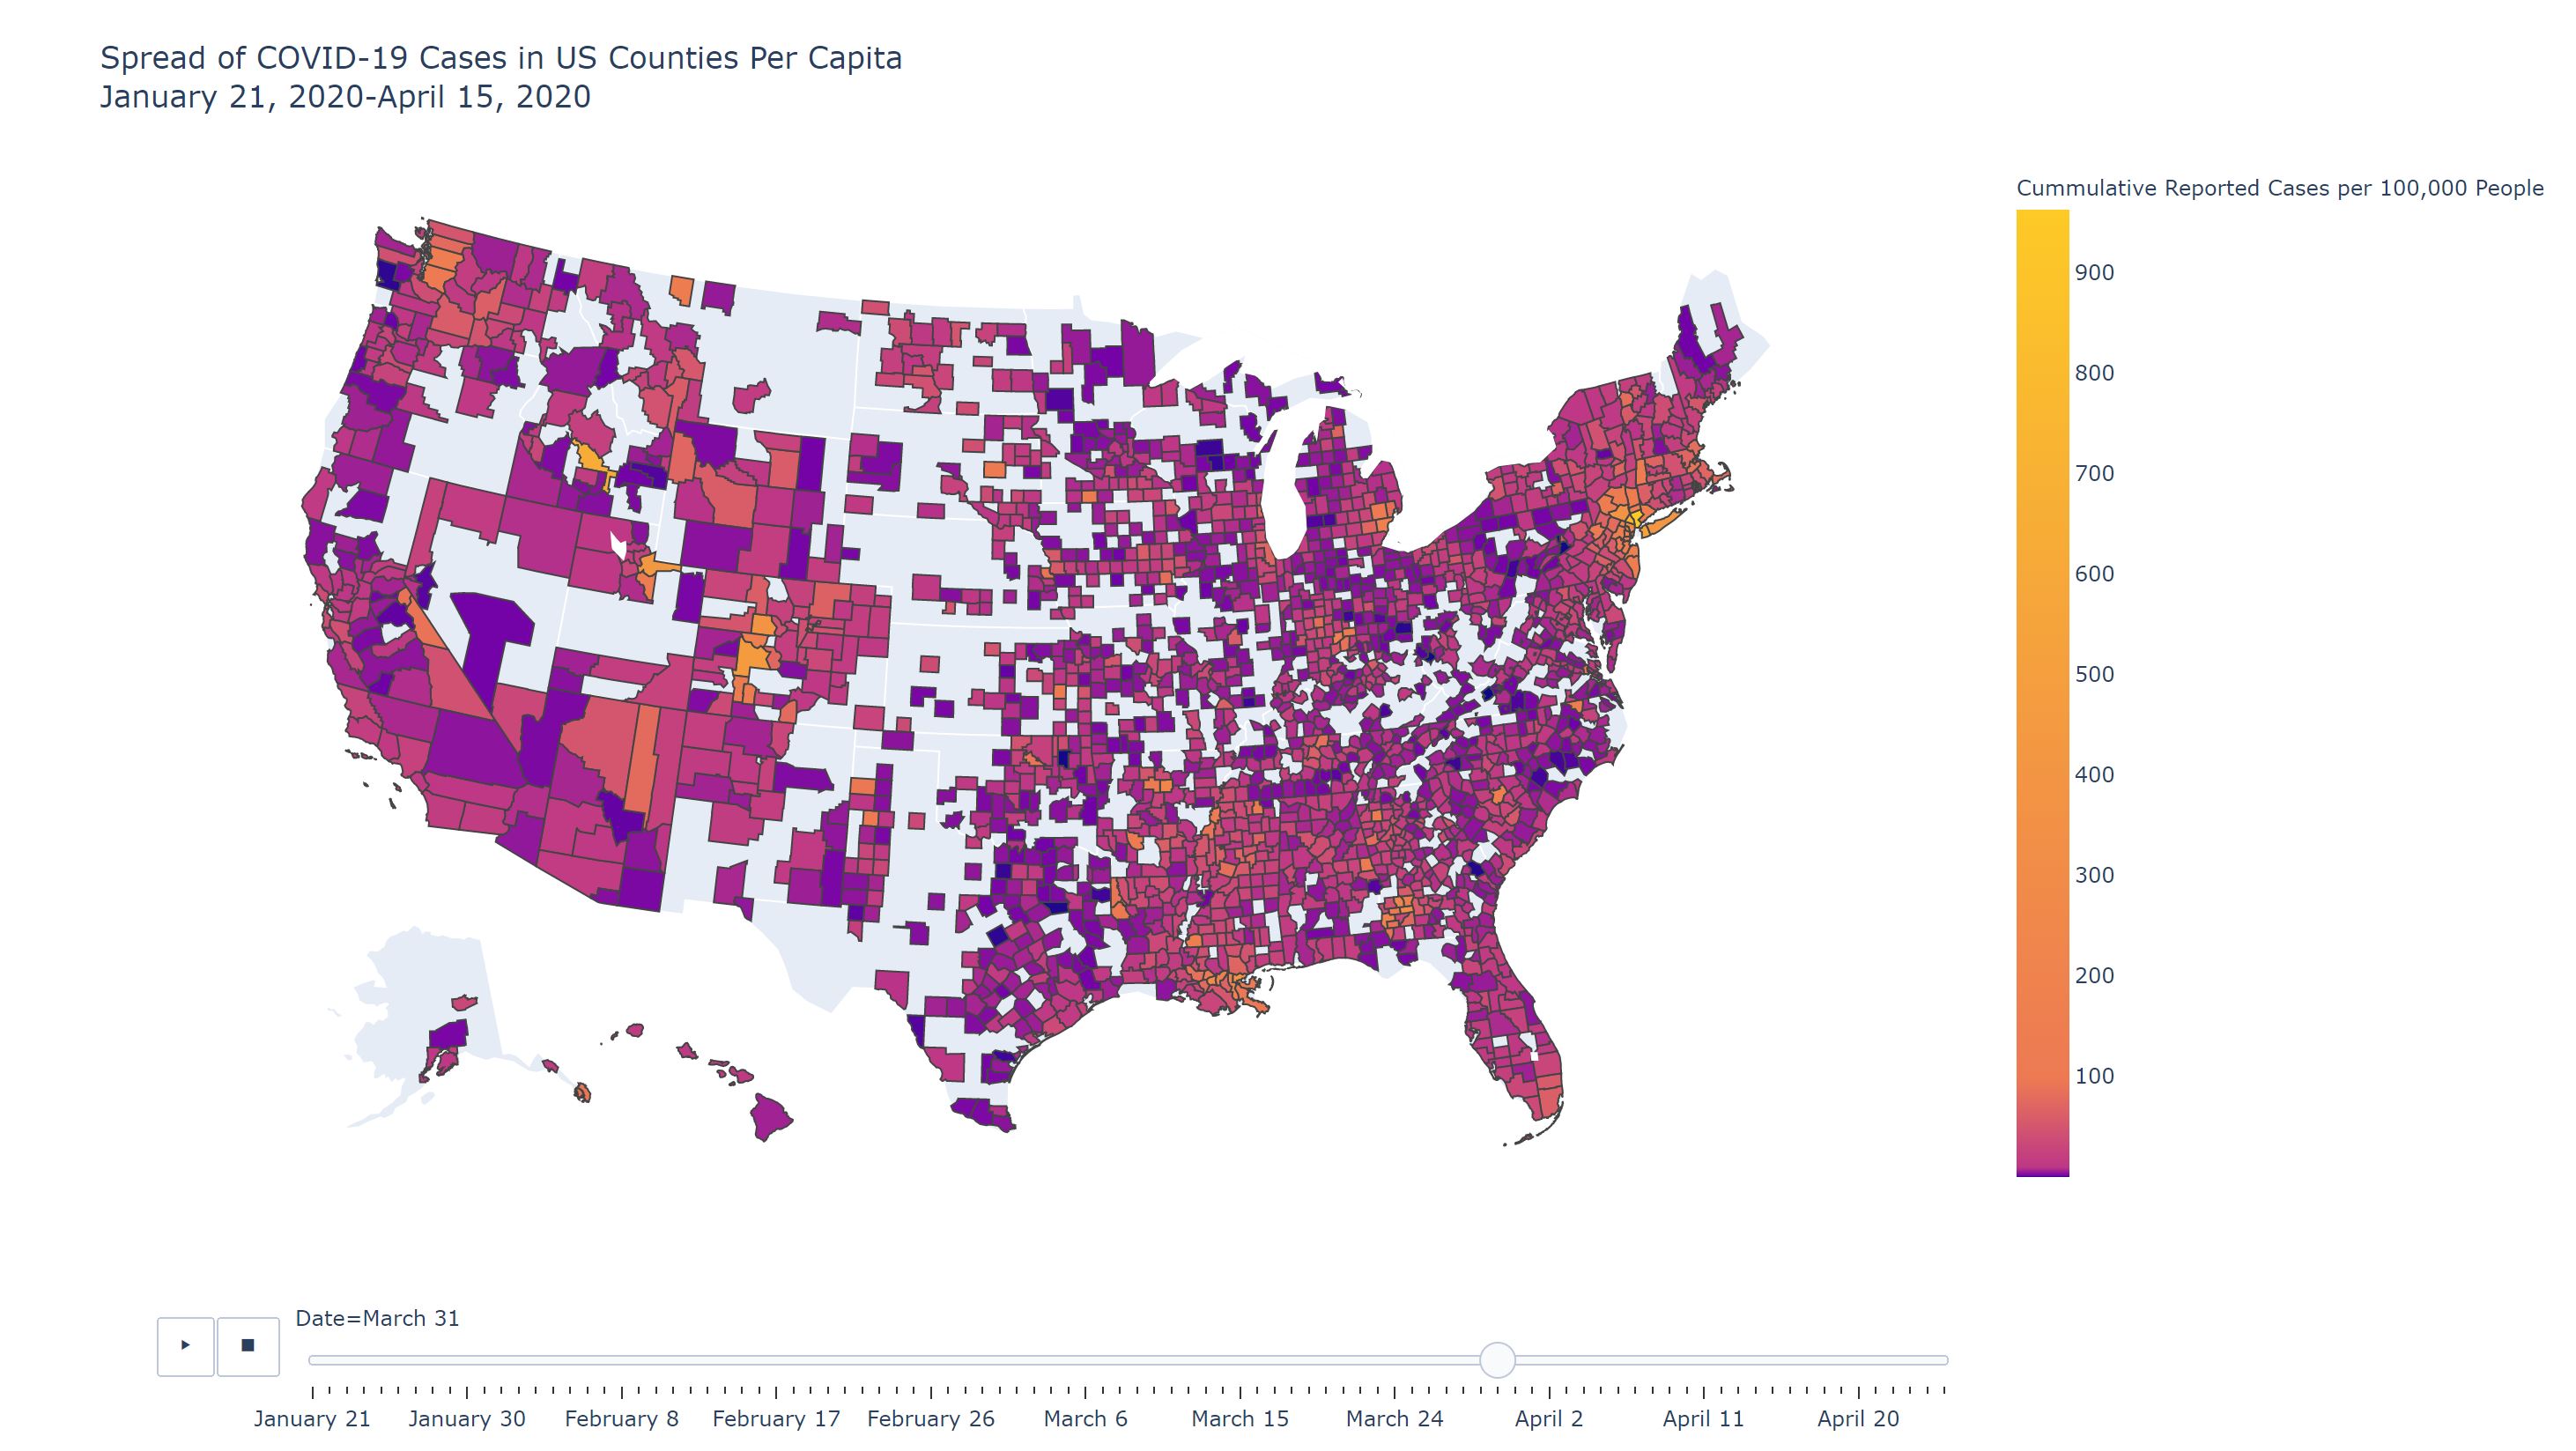 Spread of COVID-19 Cases in US Counties Per Capita
January 21, 2020-April 15, 2020
Cummulative Reported Cases per 100,000 People
900
800
700
600
500
400
300
200
100
Date=March 31
January 21
January 30
February 8
February 17
February 26
March 6
March 15
March 24
April 2
April 11
April 20